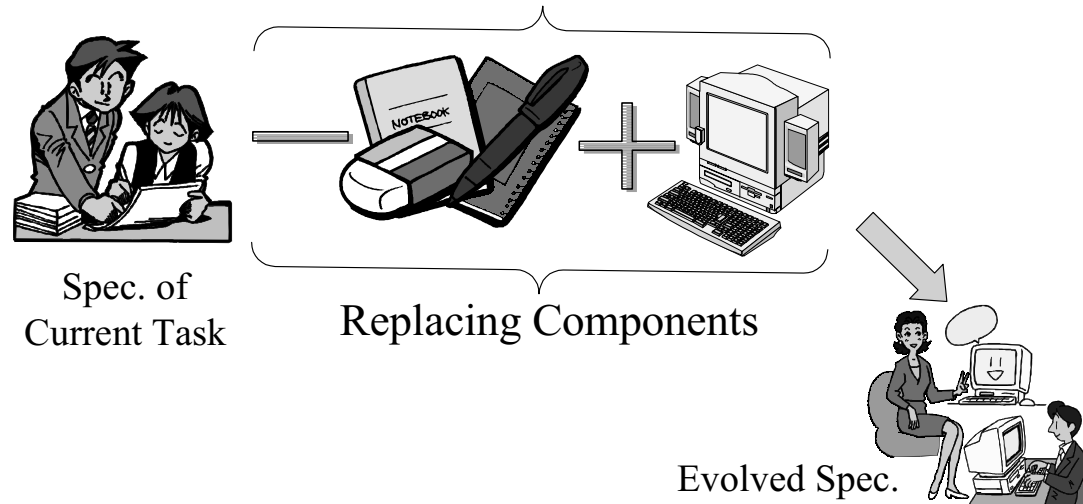 NOTEBOOK
Spec. of
Current Task
Replacing Components
Evolved Spec.